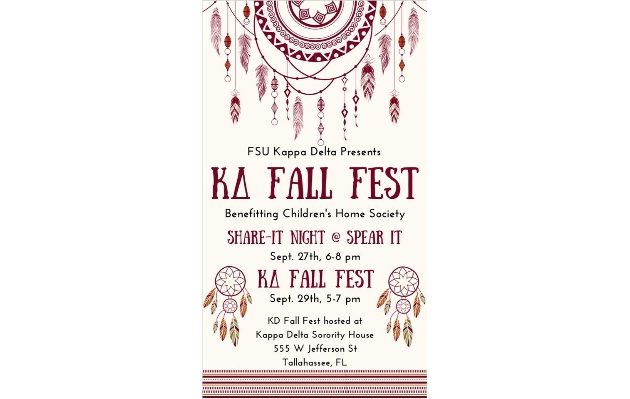 FSU Kappa Delta Presents
KΔ FALL FEST
Benefitting Children's Home Society
SHARE-IT NIGHT @ SPEAR IT
Sept. 27th, 6-8 pm
KΔ FALL FEST
Sept. 29th, 5-7 pm
KD Fall Fest hosted at
Kappa Delta Sorority House
555 W Jefferson St
Tallahassee, FL